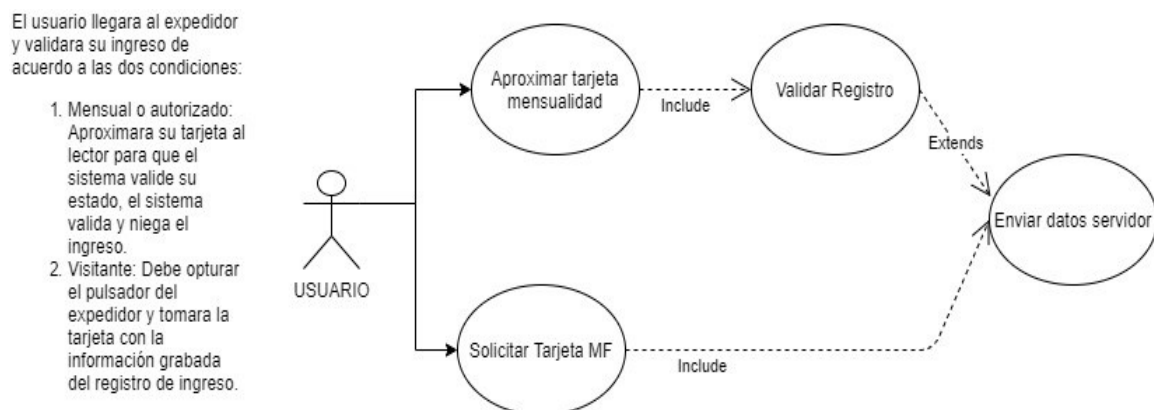 El usuario llegara al expedidor
y validara su ingreso de
acuerdo a las dos condiciones:
1. Mensual o autorizado:
Aproximara su tarjeta al
lector para que el
sistema valide su
estado, el sistema
valida y niega el
ingreso.
2. Visitante: Debe opturar
el pulsador del
expedidor y tomara la
tarjeta con la
información grabada
del registro de ingreso.
USUARIO
Aproximar tarjeta
mensualidad
Include
Validar Registro
Extends
Enviar datos servidor
Solicitar Tarjeta MF
Include